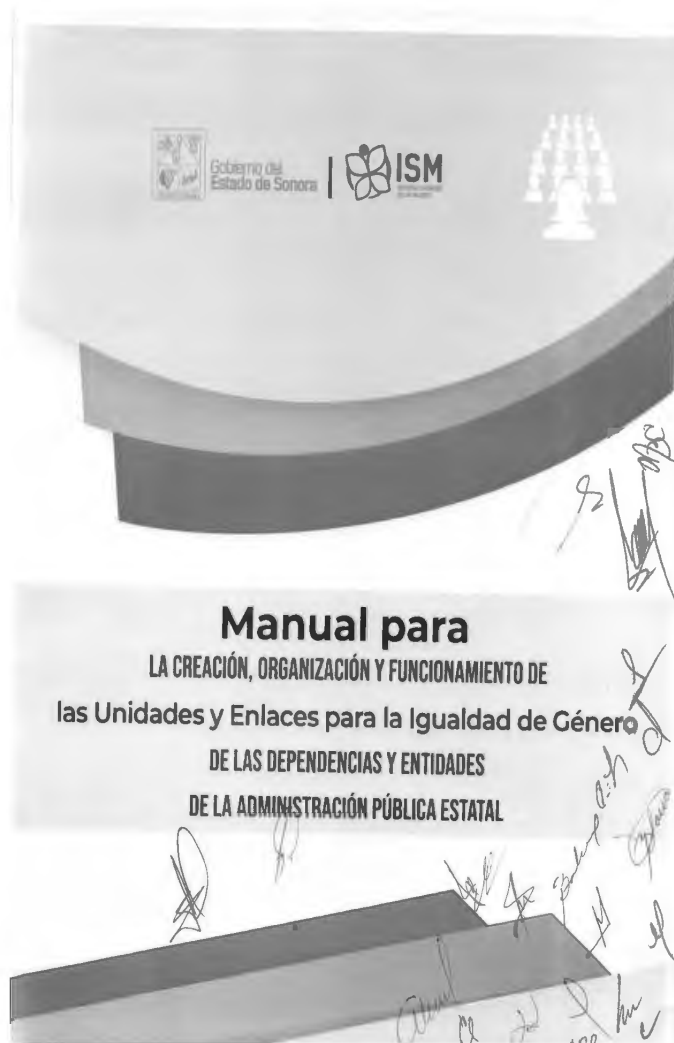 Gobierno del
Estado de Sonora
ISM
Manual para
LA CREACIÓN, ORGANIZACIÓN Y FUNCIONAMIENTO DE
las Unidades y Enlaces para la Igualdad de Género
DE LAS DEPENDENCIAS Y ENTIDADES
DE LA ADMINISTRACIÓN PÚBLICA ESTATAL